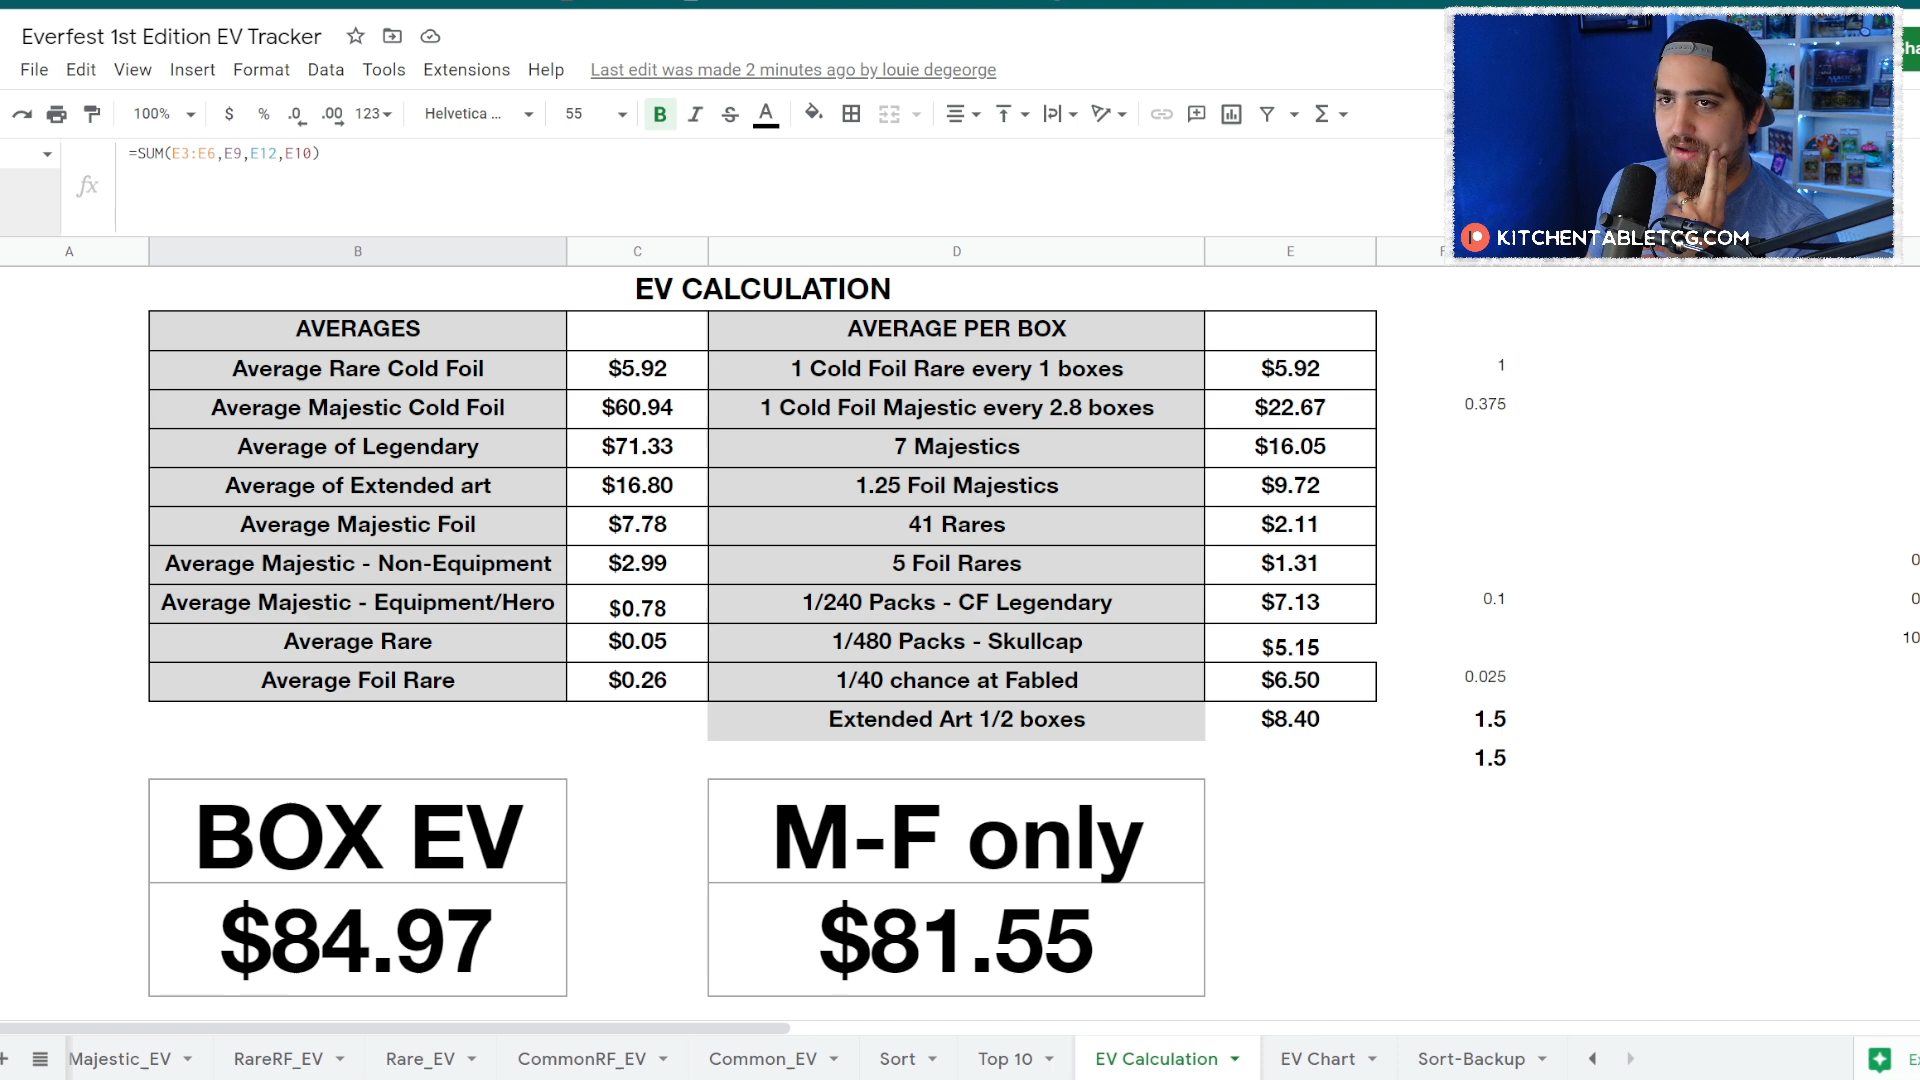 Everfest 1st Edition EV Tracker
File Edit View Insert Format Data Tools Extensions Help Last edit was made 2 minutes ago by louie degeorge
100% $ % .0 .00 123 Helvetica ... 55 B I S A
=SUM(E3:E6,E9,E12,E10)
fx
KITCHENTABLETCG.COM
A B C D E
EV CALCULATION
AVERAGES AVERAGE PER BOX
Average Rare Cold Foil $5.92 1 Cold Foil Rare every 1 boxes $5.92 1
Average Majestic Cold Foil $60.94 1 Cold Foil Majestic every 2.8 boxes $22.67 0.375
Average of Legendary $71.33 7 Majestics $16.05
Average of Extended art $16.80 1.25 Foil Majestics $9.72
Average Majestic Foil $7.78 41 Rares $2.11
Average Majestic - Non-Equipment $2.99 5 Foil Rares $1.31
Average Majestic - Equipment/Hero $0.78 1/240 Packs - CF Legendary $7.13 0.1
Average Rare $0.05 1/480 Packs - Skullcap $5.15 10
Average Foil Rare $0.26 1/40 chance at Fabled $6.50 0.025
Extended Art 1/2 boxes $8.40 1.5
1.5
BOX EV M-F only
$84.97 $81.55
Majestic_EV RareRF_EV Rare_EV CommonRF_EV Common_EV Sort Top 10 EV Calculation EV Chart Sort-Backup